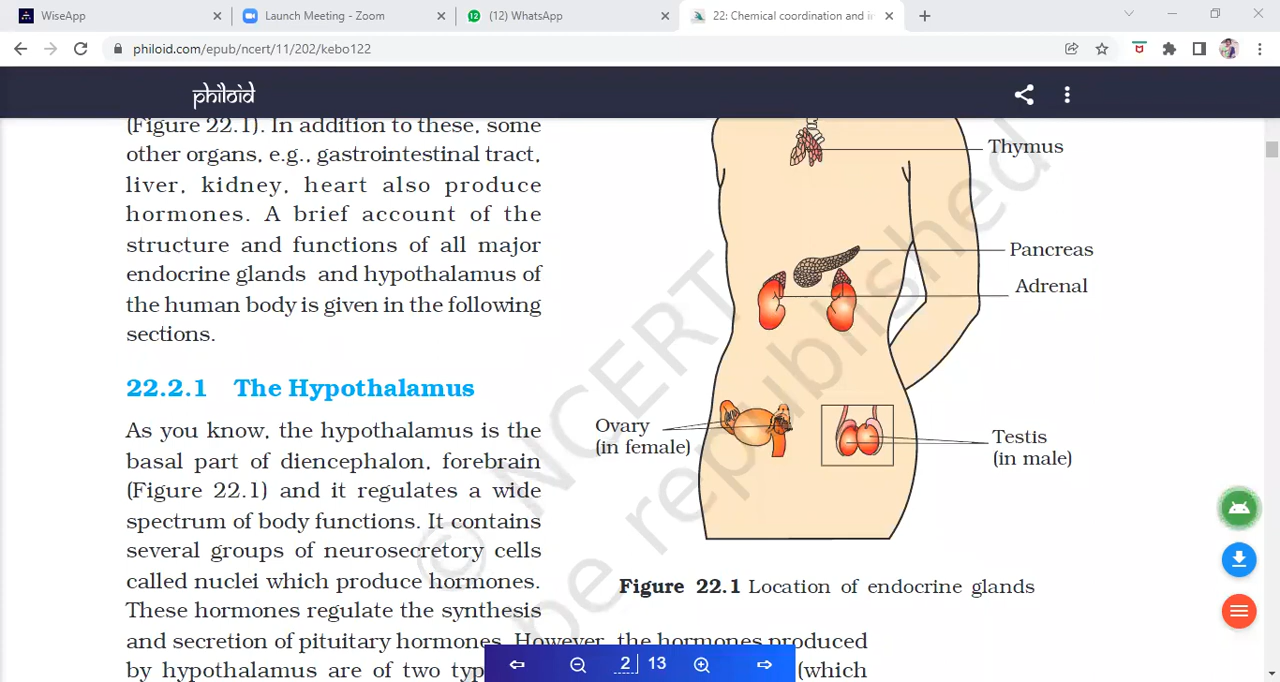 WiseApp
Launch Meeting - Zoom
12
(12) WhatsApp
22: Chemical coordination and i
philoid.com/epub/ncert/11/202/kebo122
philoid
(Figure 22.1). In addition to these, some
other organs, e.g., gastrointestinal tract,
liver, kidney, heart also produce
hormones. A brief account of the
structure and functions of all major
endocrine glands and hypothalamus of
the human body is given in the following
sections.
22.2.1 The Hypothalamus
As you know, the hypothalamus is the
basal part of diencephalon, forebrain
(Figure 22.1) and it regulates a wide
spectrum of body functions. It contains
several groups of neurosecretory cells
called nuclei which produce hormones.
These hormones regulate the synthesis
and secretion of pituitary hormones. However, the hormones produced
by hypothalamus are of two typ
(which
Thymus
Pancreas
Adrenal
Ovary
(in female)
Testis
(in male)
Figure 22.1 Location of endocrine glands
© NCERT
be republished
2 13